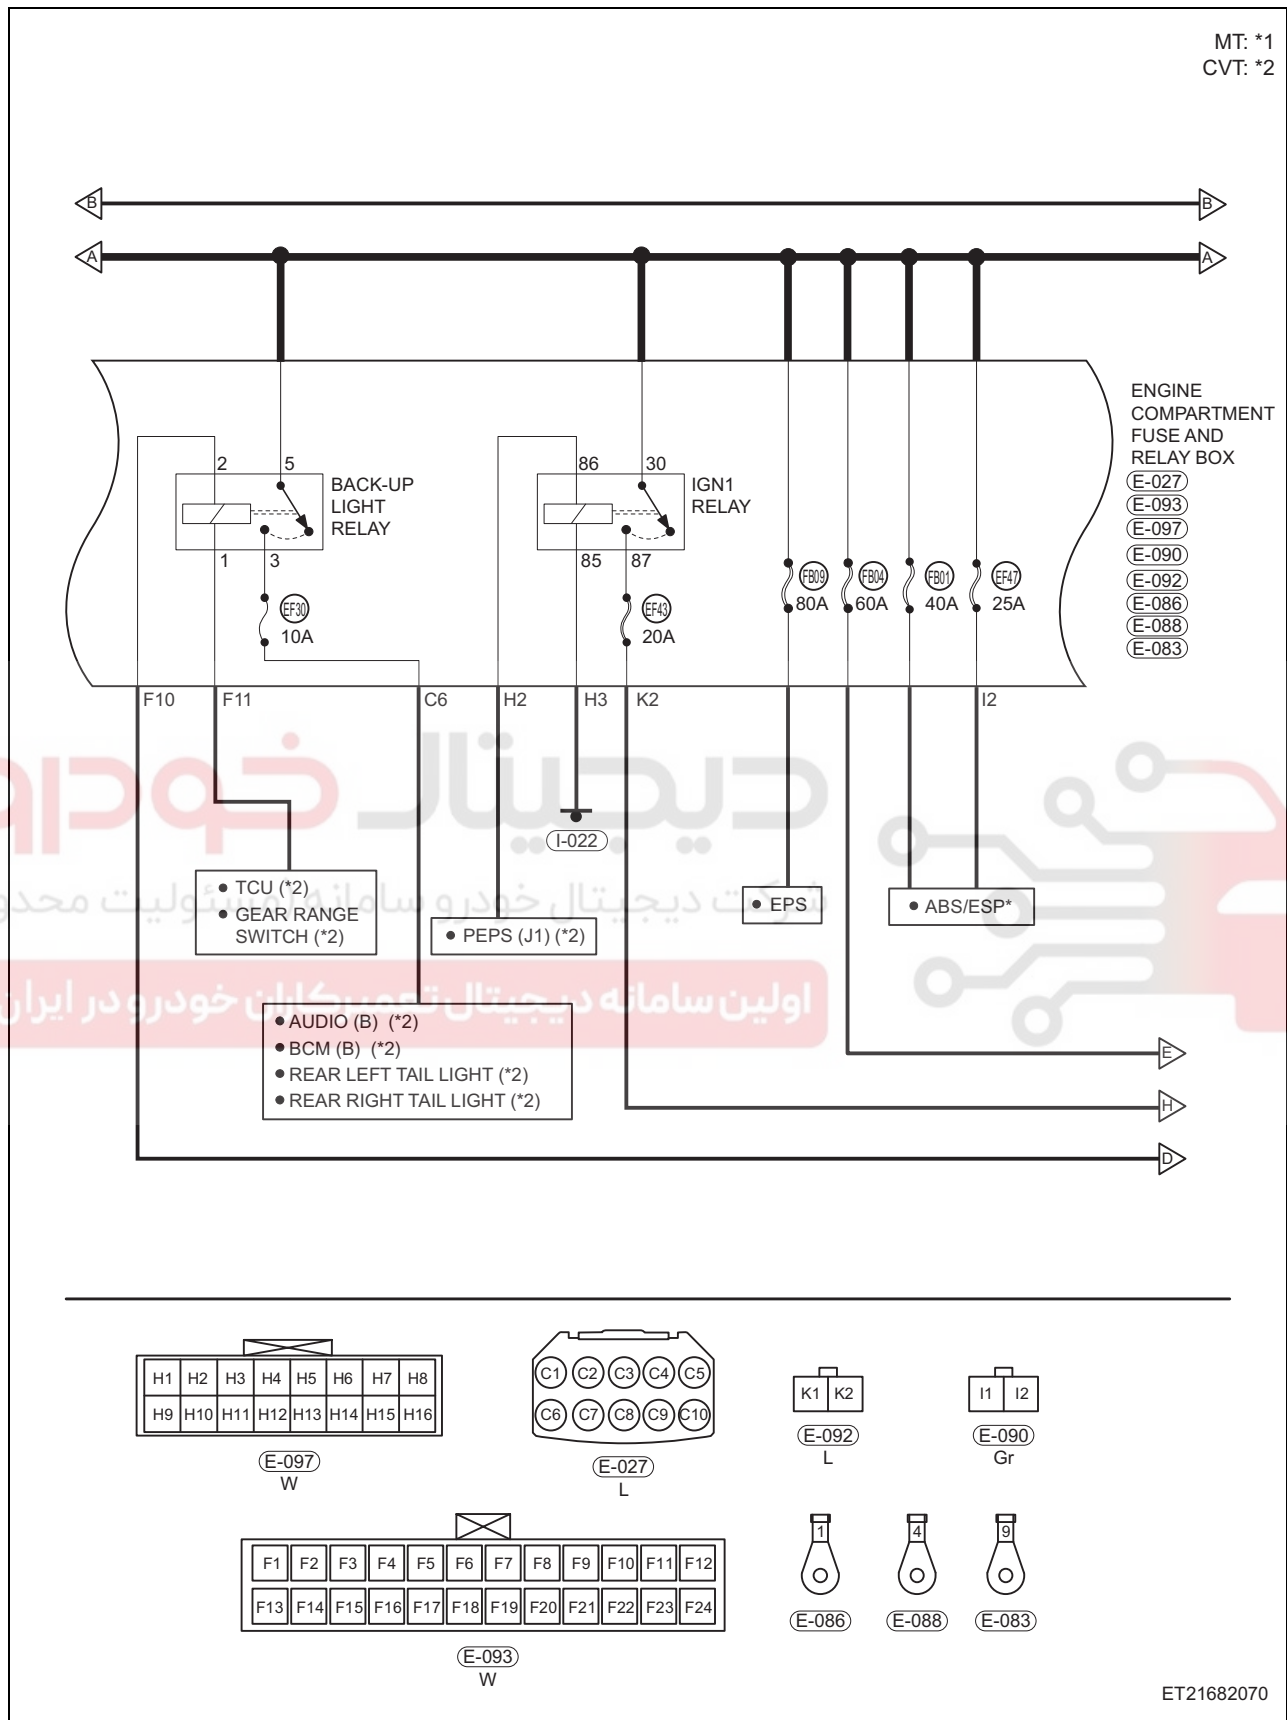 MT: *1
CVT: *2
B
B
A
A
ENGINE
COMPARTMENT
FUSE AND
RELAY BOX
E-027
E-093
E-097
E-090
E-092
E-086
E-088
E-083
2
5
BACK-UP
LIGHT
RELAY
1
3
EF30
10A
86
30
IGN1
RELAY
85
87
EF43
20A
FB09
80A
FB04
60A
FB01
40A
EF47
25A
F10
F11
C6
H2
H3
K2
I2
دیجیتال خودرو
I-022
شرکت دیجیتال خودرو سامانه
اولین سامانه دیجیتال تعمیرکاران خودرو در ایران
• TCU (*2)
• GEAR RANGE
SWITCH (*2)
• PEPS (J1) (*2)
• EPS
• ABS/ESP*
• AUDIO (B) (*2)
• BCM (B) (*2)
• REAR LEFT TAIL LIGHT (*2)
• REAR RIGHT TAIL LIGHT (*2)
E
H
D
H1 H2 H3 H4 H5 H6 H7 H8
H9 H10 H11 H12 H13 H14 H15 H16
E-097
W
C1 C2 C3 C4 C5
C6 C7 C8 C9 C10
E-027
L
K1 K2
E-092
L
I1 I2
E-090
Gr
F1 F2 F3 F4 F5 F6 F7 F8 F9 F10 F11 F12
F13 F14 F15 F16 F17 F18 F19 F20 F21 F22 F23 F24
E-093
W
1
E-086
4
E-088
9
E-083
ET21682070